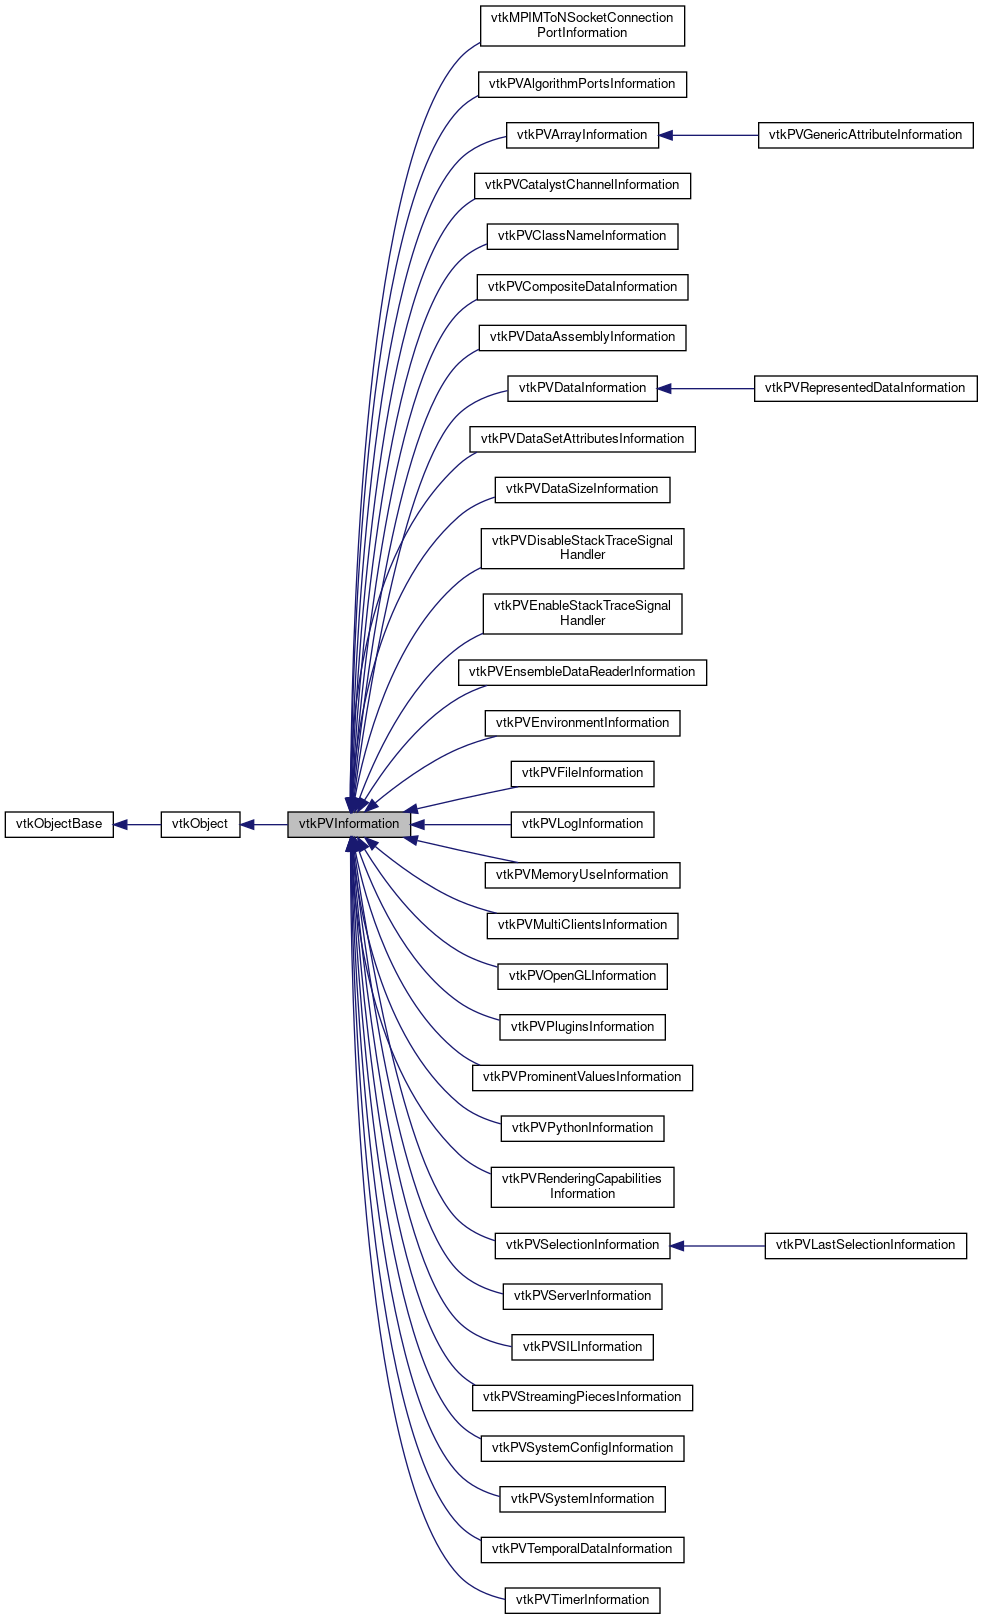 vtkMPIMToNSocketConnection
PortInformation
vtkPVAlgorithmPortsInformation
vtkPVArrayInformation
vtkPVGenericAttributeInformation
vtkPVCatalystChannelInformation
vtkPVClassNameInformation
vtkPVCompositeDataInformation
vtkPVDataAssemblyInformation
vtkPVDataInformation
vtkPVRepresentedDataInformation
vtkPVDataSetAttributesInformation
vtkPVDataSizeInformation
vtkPVDisableStackTraceSignal
Handler
vtkPVEnableStackTraceSignal
Handler
vtkPVEnsembleDataReaderInformation
vtkPVEnvironmentInformation
vtkPVFileInformation
vtkObjectBase
vtkObject
vtkPVInformation
vtkPVLogInformation
vtkPVMemoryUseInformation
vtkPVMultiClientsInformation
vtkPVOpenGLInformation
vtkPVPluginsInformation
vtkPVProminentValuesInformation
vtkPVPythonInformation
vtkPVRenderingCapabilities
Information
vtkPVSelectionInformation
vtkPVLastSelectionInformation
vtkPVServerInformation
vtkPVSILInformation
vtkPVStreamingPiecesInformation
vtkPVSystemConfigInformation
vtkPVSystemInformation
vtkPVTemporalDataInformation
vtkPVTimerInformation